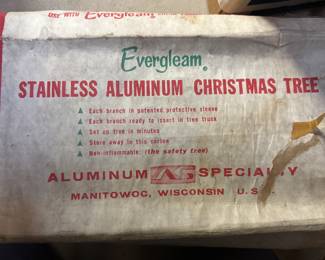 USE WITH EVERGLEAM
Evergleam
STAINLESS ALUMINUM CHRISTMAS TREE
Each branch in patented protective sleeve
Each branch ready to insert in tree trunk
Set up tree in minutes
Store away in this carton
Non-inflammable (the safety tree)
ALUMINUM AS SPECIALTY
MANITOWOC, WISCONSIN U.S.